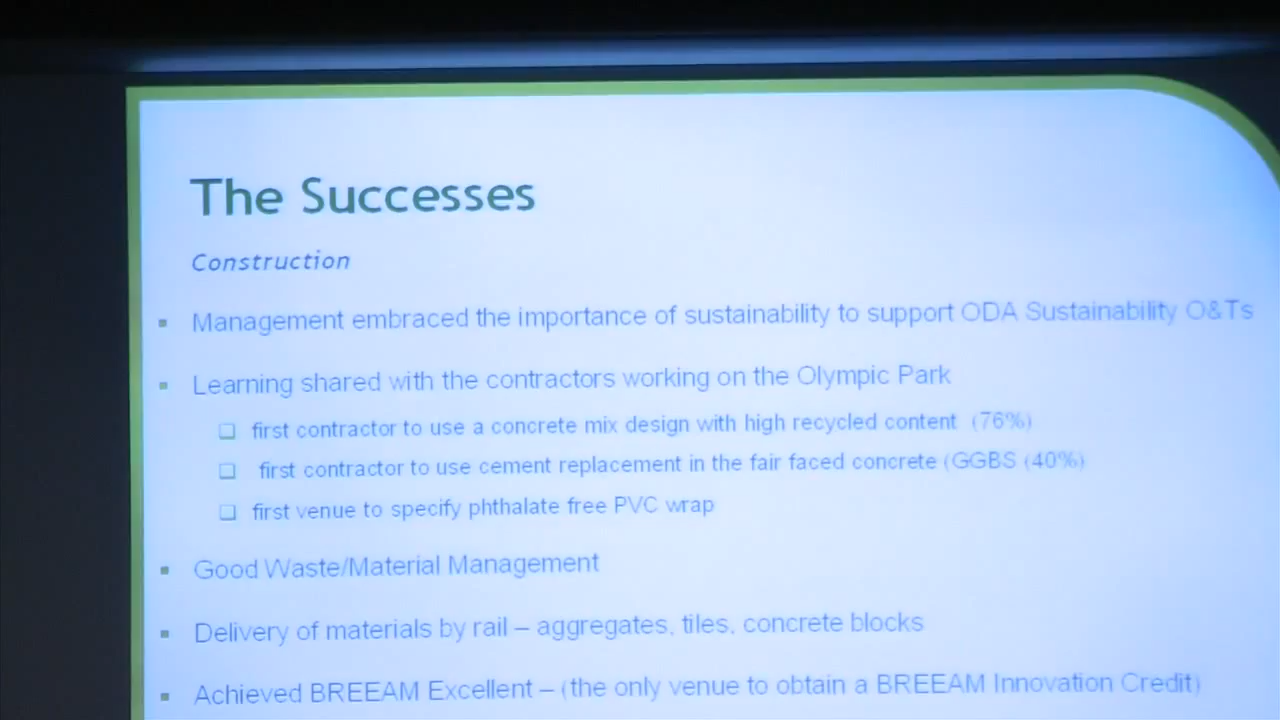 The Successes
Construction
▪ Management embraced the importance of sustainability to support ODA Sustainability O&Ts
▪ Learning shared with the contractors working on the Olympic Park
❑ first contractor to use a concrete mix design with high recycled content (76%)
❑ first contractor to use cement replacement in the fair faced concrete (GGBS (40%)
❑ first venue to specify phthalate free PVC wrap
▪ Good Waste/Material Management
▪ Delivery of materials by rail – aggregates, tiles, concrete blocks
▪ Achieved BREEAM Excellent – (the only venue to obtain a BREEAM Innovation Credit)